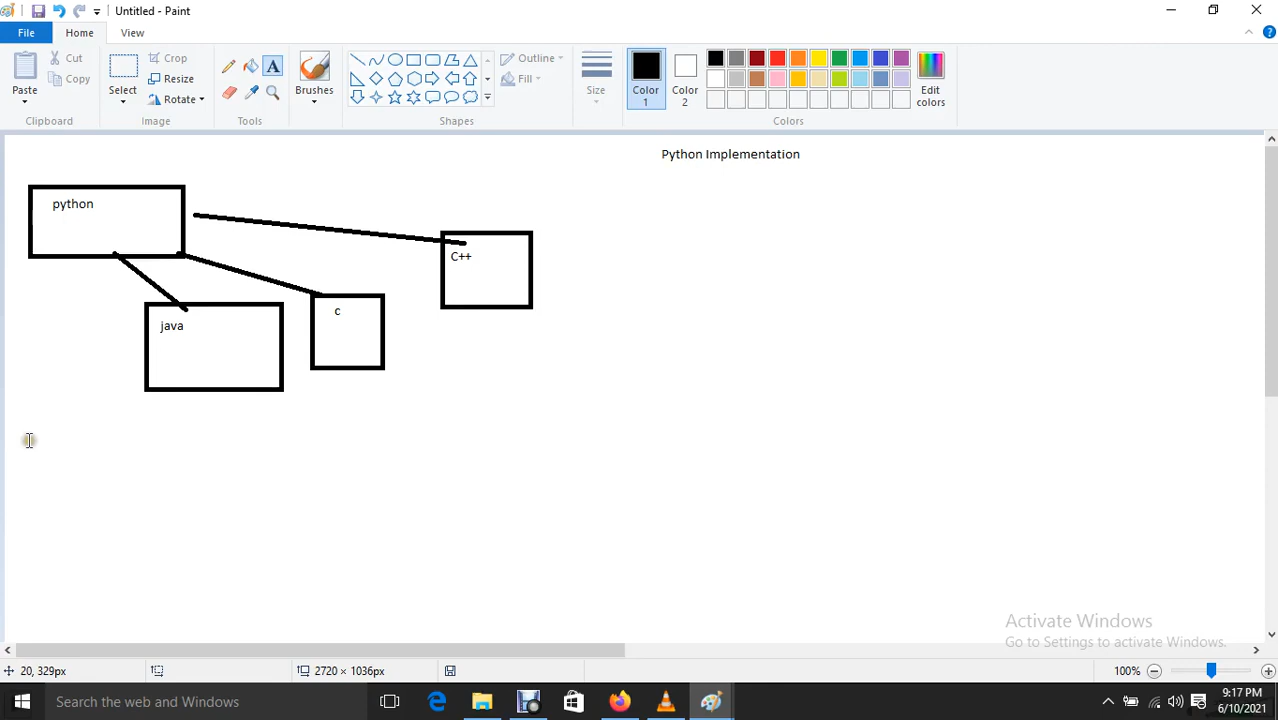 Untitled - Paint
File
Home
View
Paste
Cut
Copy
Clipboard
Select
Crop
Resize
Rotate
Image
A
Tools
Brushes
Shapes
Outline
Fill
Size
Color 1
Color 2
Edit colors
Colors
Python Implementation
python
C++
c
java
Activate Windows
Go to Settings to activate Windows.
20, 329px
2720 × 1036px
100%
Search the web and Windows
9:17 PM
6/10/2021